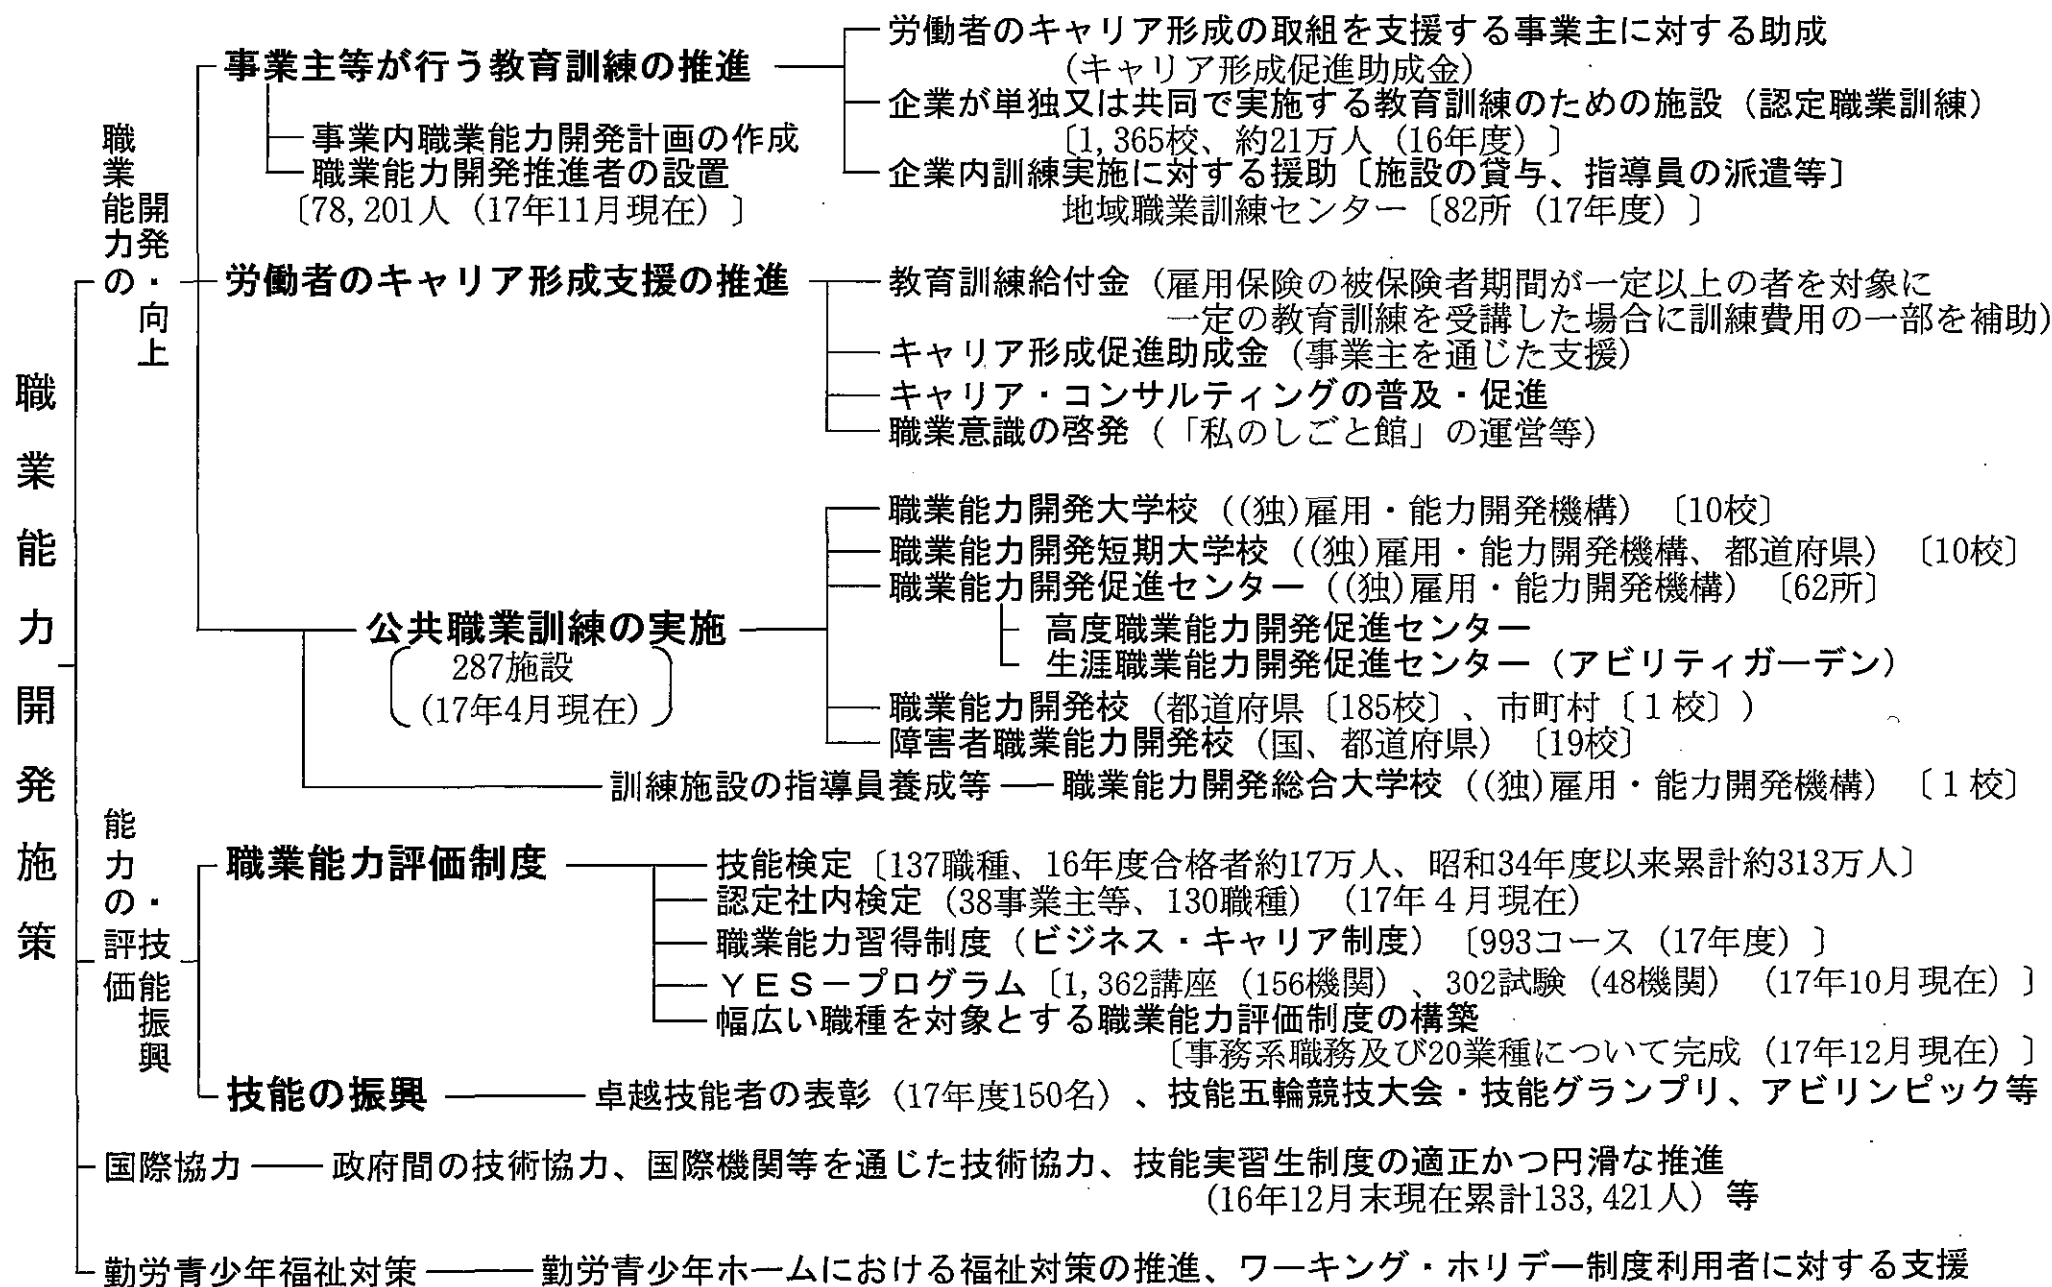 職業能力開発施策
職業能力の開発・向上
事業主等が行う教育訓練の推進
事業内職業能力開発計画の作成
職業能力開発推進者の設置
〔78,201人（17年11月現在）〕
労働者のキャリア形成の取組を支援する事業主に対する助成
（キャリア形成促進助成金）
企業が単独又は共同で実施する教育訓練のための施設（認定職業訓練）
〔1,365校、約21万人（16年度）〕
企業内訓練実施に対する援助〔施設の貸与、指導員の派遣等〕
地域職業訓練センター〔82所（17年度）〕
労働者のキャリア形成支援の推進
教育訓練給付金（雇用保険の被保険者期間が一定以上の者を対象に
一定の教育訓練を受講した場合に訓練費用の一部を補助）
キャリア形成促進助成金（事業主を通じた支援）
キャリア・コンサルティングの普及・促進
職業意識の啓発（「私のしごと館」の運営等）
公共職業訓練の実施
287施設
（17年4月現在）
職業能力開発大学校（(独)雇用・能力開発機構）〔10校〕
職業能力開発短期大学校（(独)雇用・能力開発機構、都道府県）〔10校〕
職業能力開発促進センター（(独)雇用・能力開発機構）〔62所〕
高度職業能力開発促進センター
生涯職業能力開発促進センター（アビリティガーデン）
職業能力開発校（都道府県〔185校〕、市町村〔１校〕）
障害者職業能力開発校（国、都道府県）〔19校〕
訓練施設の指導員養成等 ── 職業能力開発総合大学校（(独)雇用・能力開発機構）〔１校〕
能力の評価・技能振興
職業能力評価制度
技能検定〔137職種、16年度合格者約17万人、昭和34年度以来累計約313万人〕
認定社内検定（38事業主等、130職種）（17年４月現在）
職業能力習得制度（ビジネス・キャリア制度）〔993コース（17年度）〕
ＹＥＳ－プログラム〔1,362講座（156機関）、302試験（48機関）（17年10月現在）〕
幅広い職種を対象とする職業能力評価制度の構築
〔事務系職務及び20業種について完成（17年12月現在）〕
技能の振興 ── 卓越技能者の表彰（17年度150名）、技能五輪競技大会・技能グランプリ、アビリンピック等
国際協力 ── 政府間の技術協力、国際機関等を通じた技術協力、技能実習生制度の適正かつ円滑な推進
（16年12月末現在累計133,421人）等
勤労青少年福祉対策 ── 勤労青少年ホームにおける福祉対策の推進、ワーキング・ホリデー制度利用者に対する支援